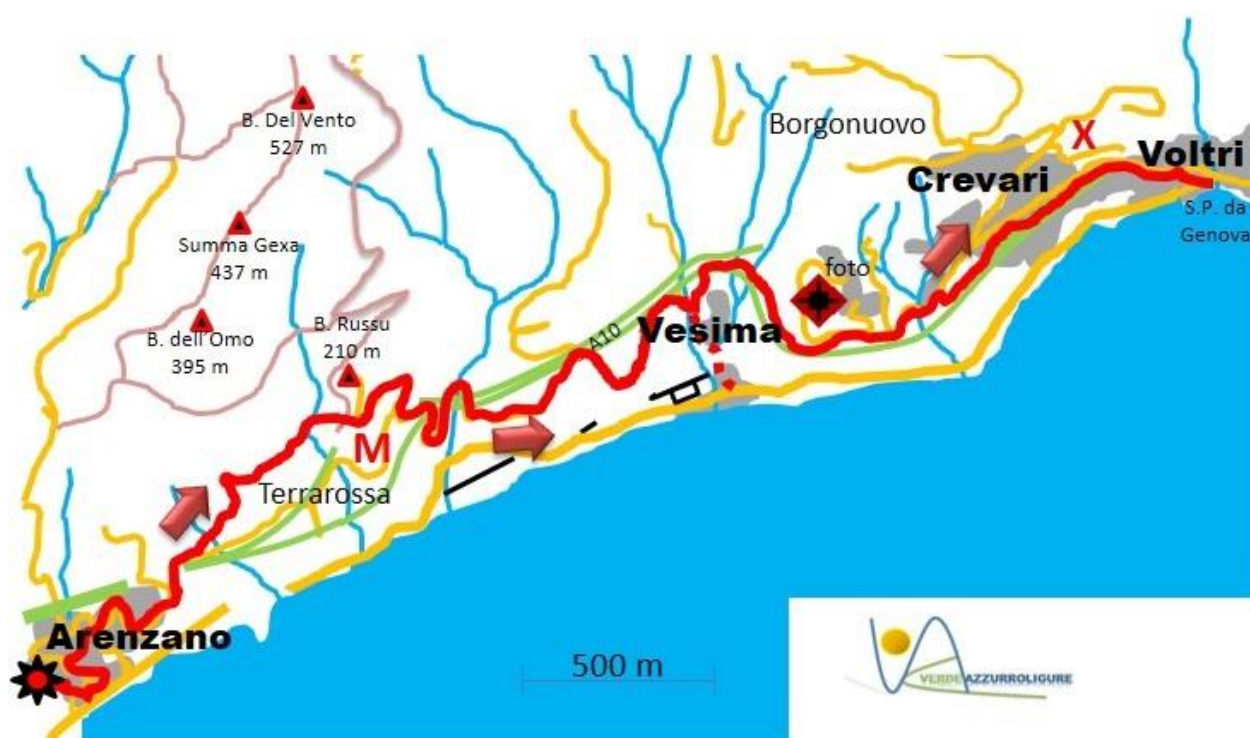 B. Del Vento
527 m
Borgonuovo
X
Voltri
Crevari
S.P. da
Genova
Summa Gexa
437 m
foto
B. Russu
210 m
B. dell'Omo
395 m
A10
Vesima
M
Terrarossa
Arenzano
500 m
VERDEAZZURROLIGURE